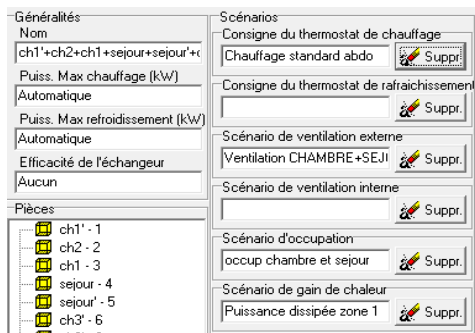 Généralités
Nom
ch1'+ch2+ch1+sejour+sejour'+c
Puiss. Max chauffage (kW)
Automatique
Puiss. Max refroidissement (kW)
Automatique
Efficacité de l'échangeur
Aucun
Pièces
ch1' - 1
ch2 - 2
ch1 - 3
sejour - 4
sejour' - 5
ch3' - 6
Scénarios
Consigne du thermostat de chauffage
Chauffage standard abdo
Suppr.
Consigne du thermostat de rafraichissement
Suppr.
Scénario de ventilation externe
Ventilation CHAMBRE+SEJ
Suppr.
Scénario de ventilation interne
Suppr.
Scénario d'occupation
occup chambre et sejour
Suppr.
Scénario de gain de chaleur
Puissance dissipée zone 1
Suppr.